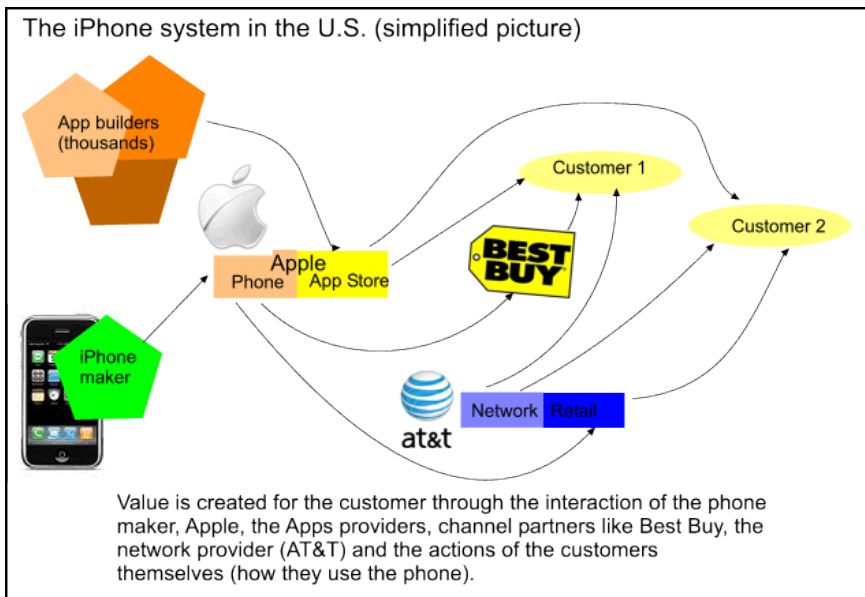 The iPhone system in the U.S. (simplified picture)
App builders
(thousands)
Customer 1
Customer 2
BEST
BUY
Apple
Phone
App Store
iPhone
maker
at&t
Network
Retail
Value is created for the customer through the interaction of the phone
maker, Apple, the Apps providers, channel partners like Best Buy, the
network provider (AT&T) and the actions of the customers
themselves (how they use the phone).